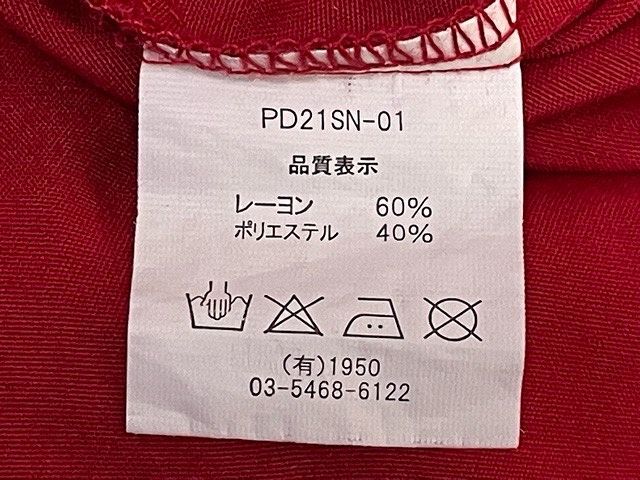 PD21SN-01
品質表示
レーヨン 60%
ポリエステル 40%
(有)1950
03-5468-6122